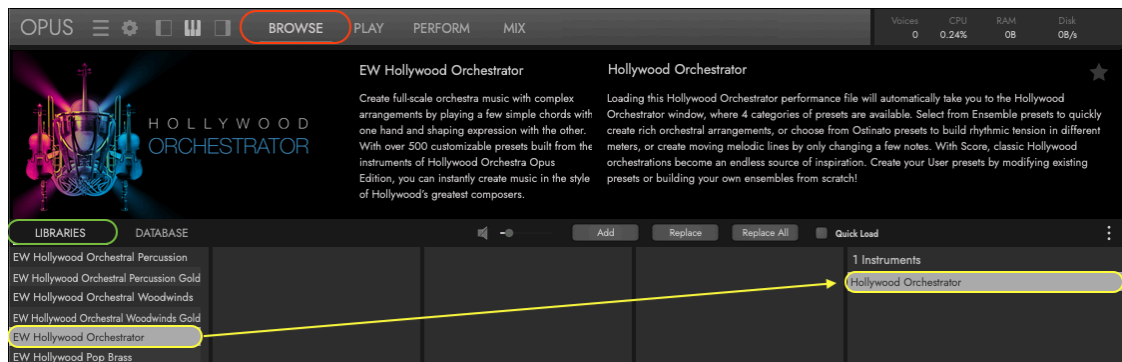 OPUS
BROWSE
PLAY
PERFORM
MIX
Voices
CPU
RAM
Disk
0
0.24%
0B
0B/s
HOLLYWOOD
ORCHESTRATOR
EW Hollywood Orchestrator
Create full-scale orchestra music with complex
arrangements by playing a few simple chords with
one hand and shaping expression with the other.
With over 500 customizable presets built from the
instruments of Hollywood Orchestra Opus
Edition, you can instantly create music in the style
of Hollywood's greatest composers.
Hollywood Orchestrator
Loading this Hollywood Orchestrator performance file will automatically take you to the Hollywood
Orchestrator window, where 4 categories of presets are available. Select from Ensemble presets to quickly
create rich orchestral arrangements, or choose from Ostinato presets to build rhythmic tension in different
meters, or create moving melodic lines by only changing a few notes. With Score, classic Hollywood
orchestrations become an endless source of inspiration. Create your User presets by modifying existing
presets or building your own ensembles from scratch!
LIBRARIES
DATABASE
Add
Replace
Replace All
Quick Load
EW Hollywood Orchestral Percussion
EW Hollywood Orchestral Percussion Gold
EW Hollywood Orchestral Woodwinds
EW Hollywood Orchestral Woodwinds Gold
EW Hollywood Orchestrator
EW Hollywood Pop Brass
1 Instruments
Hollywood Orchestrator